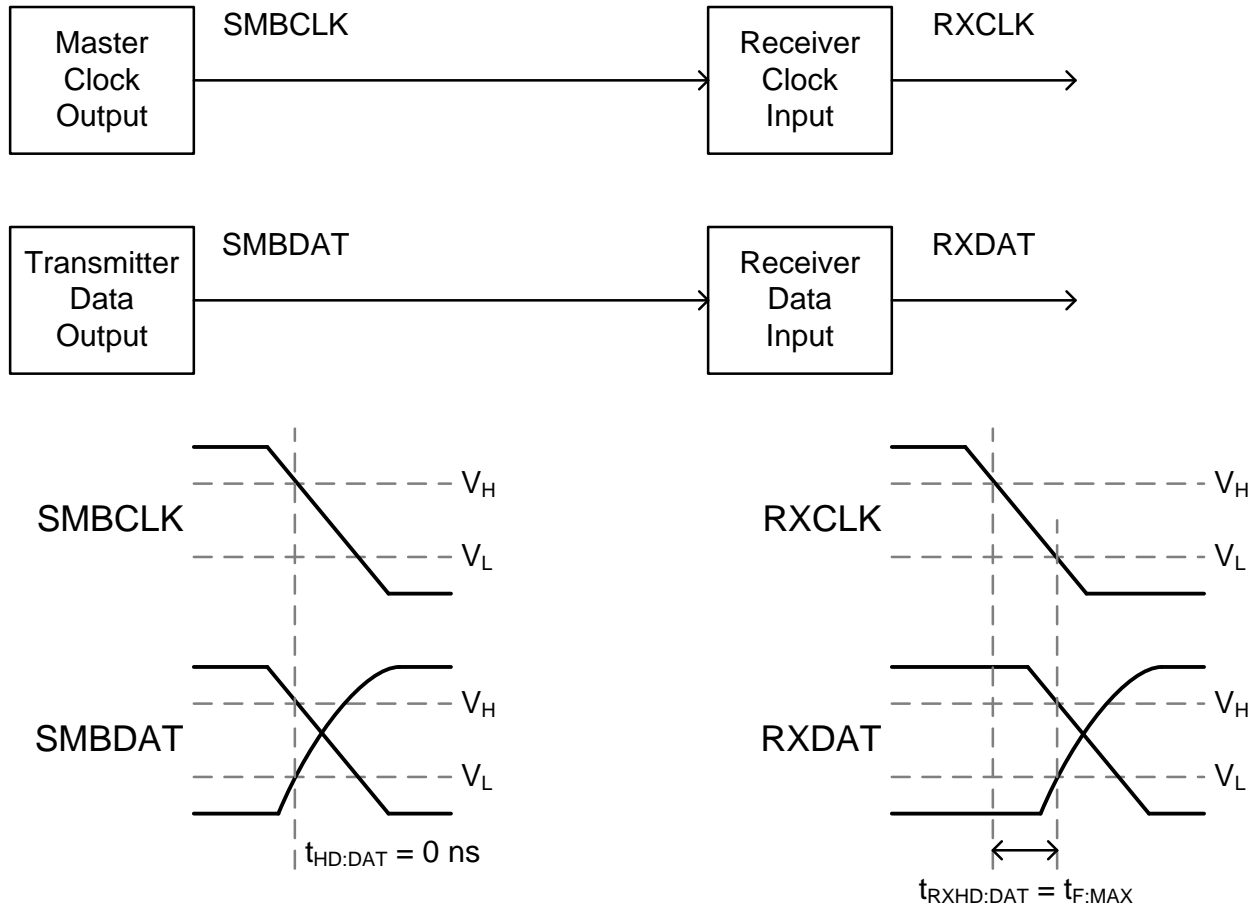 Master
Clock
Output
SMBCLK
Receiver
Clock
Input
RXCLK
Transmitter
Data
Output
SMBDAT
Receiver
Data
Input
RXDAT
SMBCLK
V_H
V_L
RXCLK
V_H
V_L
SMBDAT
V_H
V_L
RXDAT
V_H
V_L
t_HD:DAT = 0 ns
t_RXHD:DAT = t_F:MAX